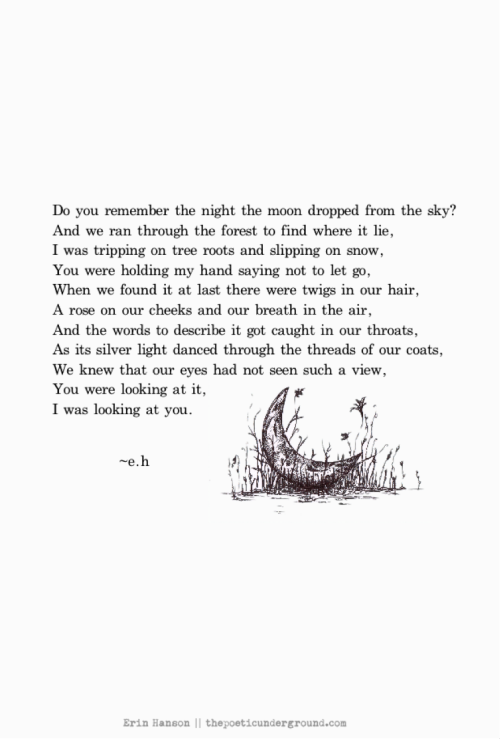 Do you remember the night the moon dropped from the sky?
And we ran through the forest to find where it lie,
I was tripping on tree roots and slipping on snow,
You were holding my hand saying not to let go,
When we found it at last there were twigs in our hair,
A rose on our cheeks and our breath in the air,
And the words to describe it got caught in our throats,
As its silver light danced through the threads of our coats,
We knew that our eyes had not seen such a view,
You were looking at it,
I was looking at you.
~e.h
Erin Hanson || thepoeticunderground.com